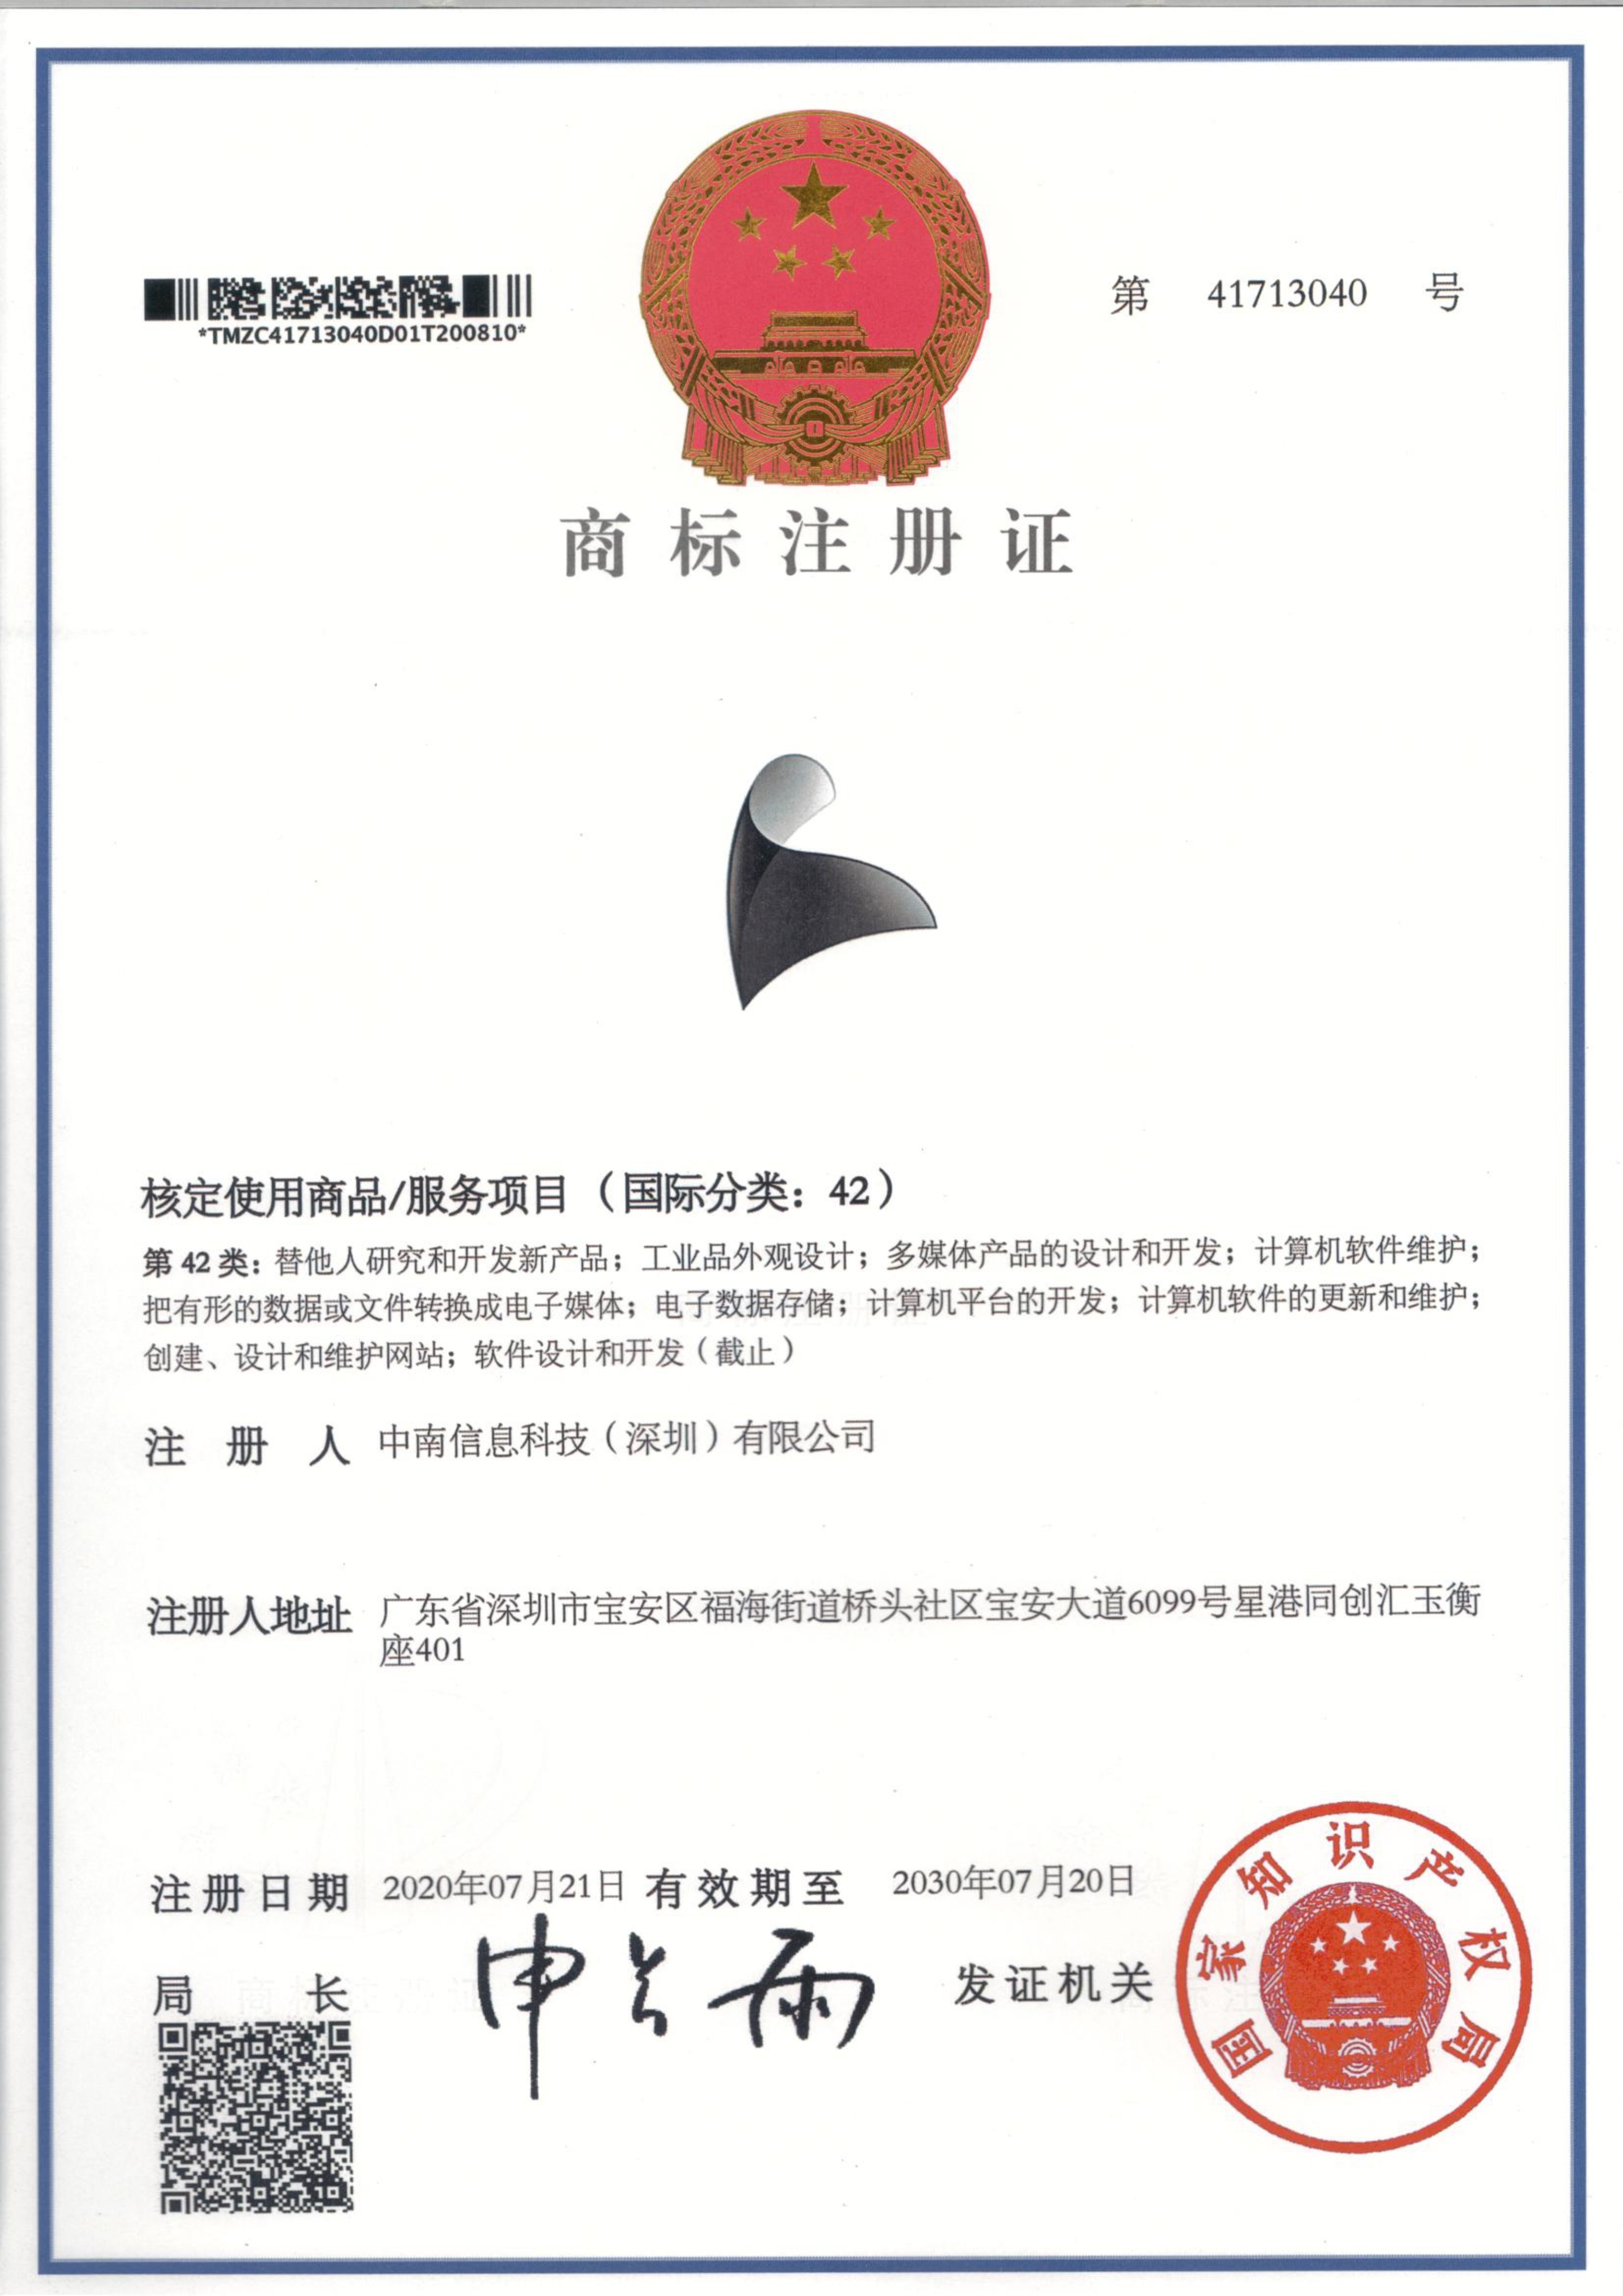 *TMZC41713040D01T200810*
第 41713040 号
商标注册证
核定使用商品/服务项目（国际分类：42）
第 42 类：替他人研究和开发新产品；工业品外观设计；多媒体产品的设计和开发；计算机软件维护；
把有形的数据或文件转换成电子媒体；电子数据存储；计算机平台的开发；计算机软件的更新和维护；
创建、设计和维护网站；软件设计和开发（截止）
注 册 人 中南信息科技（深圳）有限公司
注册人地址 广东省深圳市宝安区福海街道桥头社区宝安大道6099号星港同创汇玉衡
座401
注册日期 2020年07月21日 有效期至 2030年07月20日
局 长 申长雨 发证机关
国家知识产权局